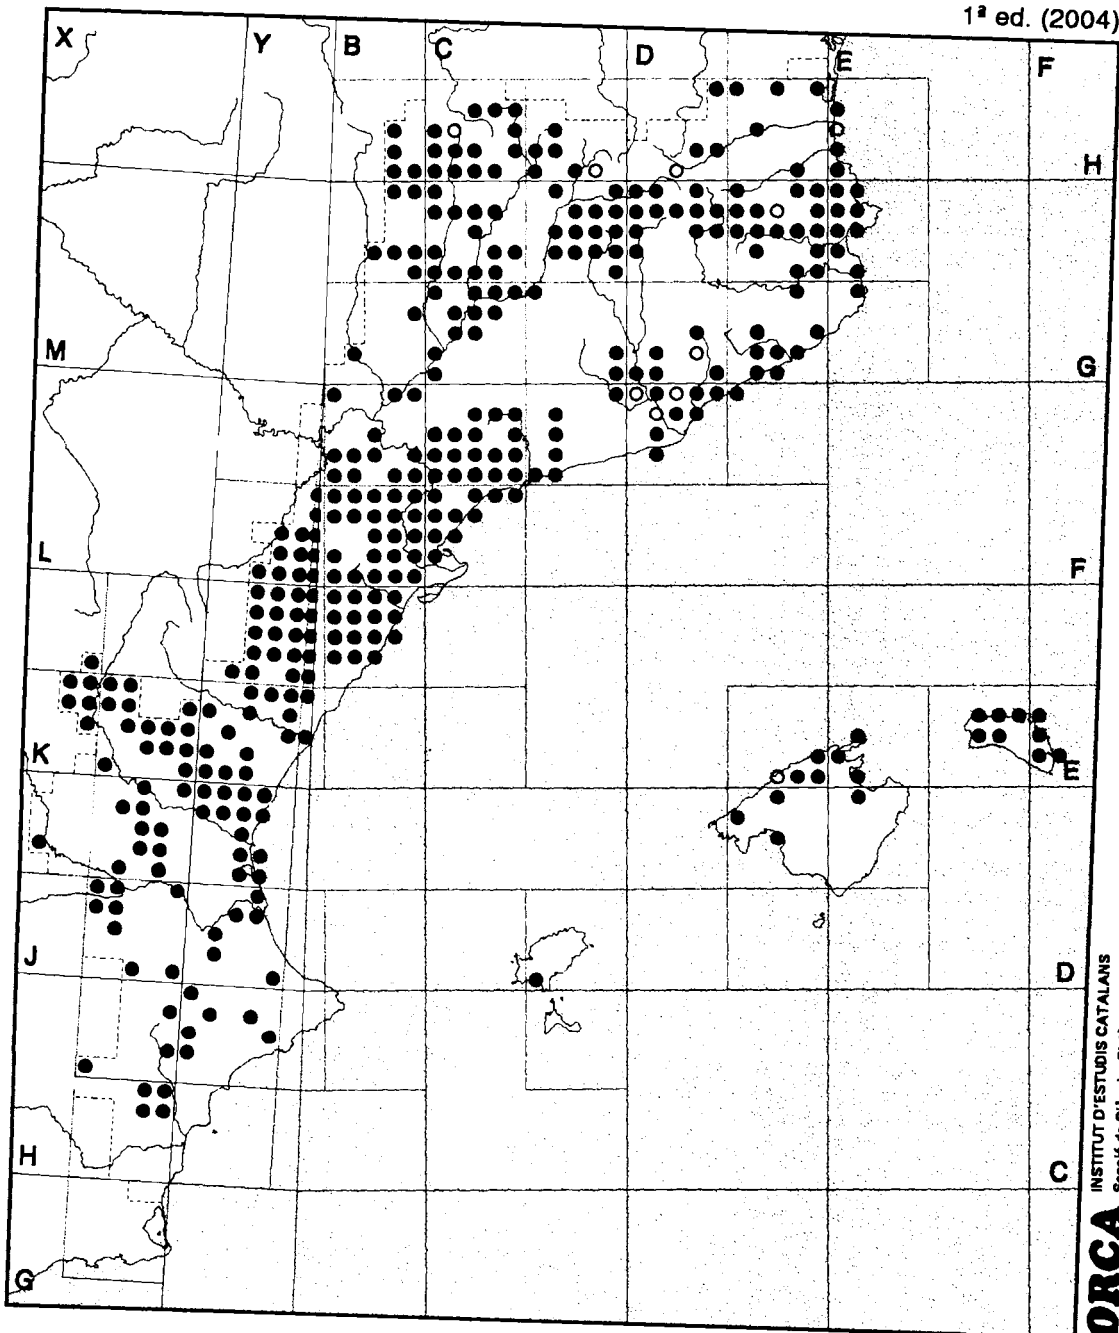 1ª ed. (2004)
X Y B C D E F
H
M G
L F
K E
J D
H C
G
ORCA
INSTITUT D'ESTUDIS CATALANS